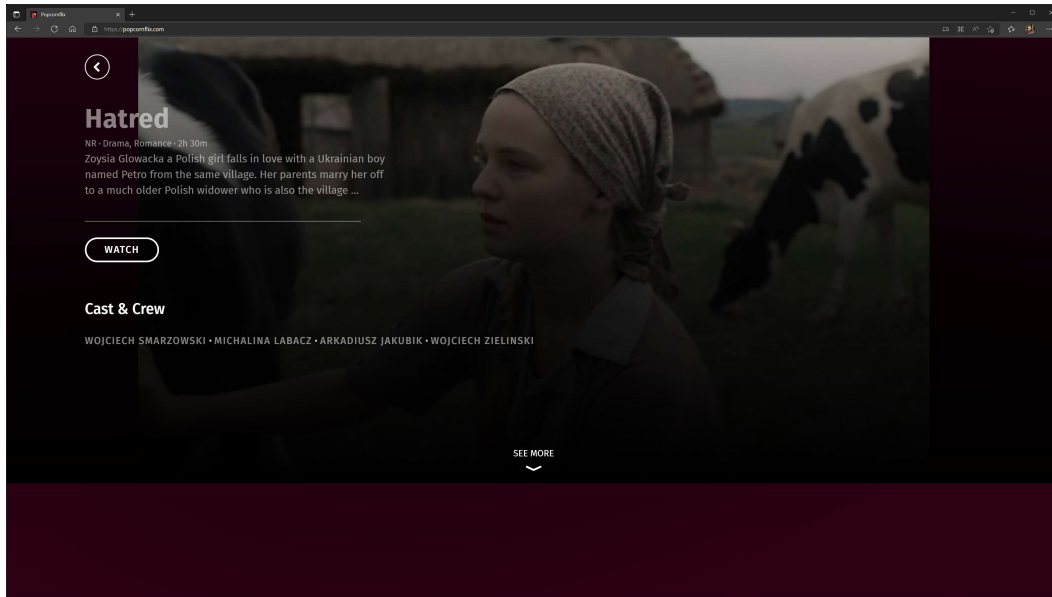 Popcornflix
https://popcornflix.com
Hatred
NR · Drama, Romance · 2h 30m
Zoysia Glowacka a Polish girl falls in love with a Ukrainian boy
named Petro from the same village. Her parents marry her off
to a much older Polish widower who is also the village ...
WATCH
Cast & Crew
WOJCIECH SMARZOWSKI • MICHALINA LABACZ • ARKADIUSZ JAKUBIK • WOJCIECH ZIELINSKI
SEE MORE